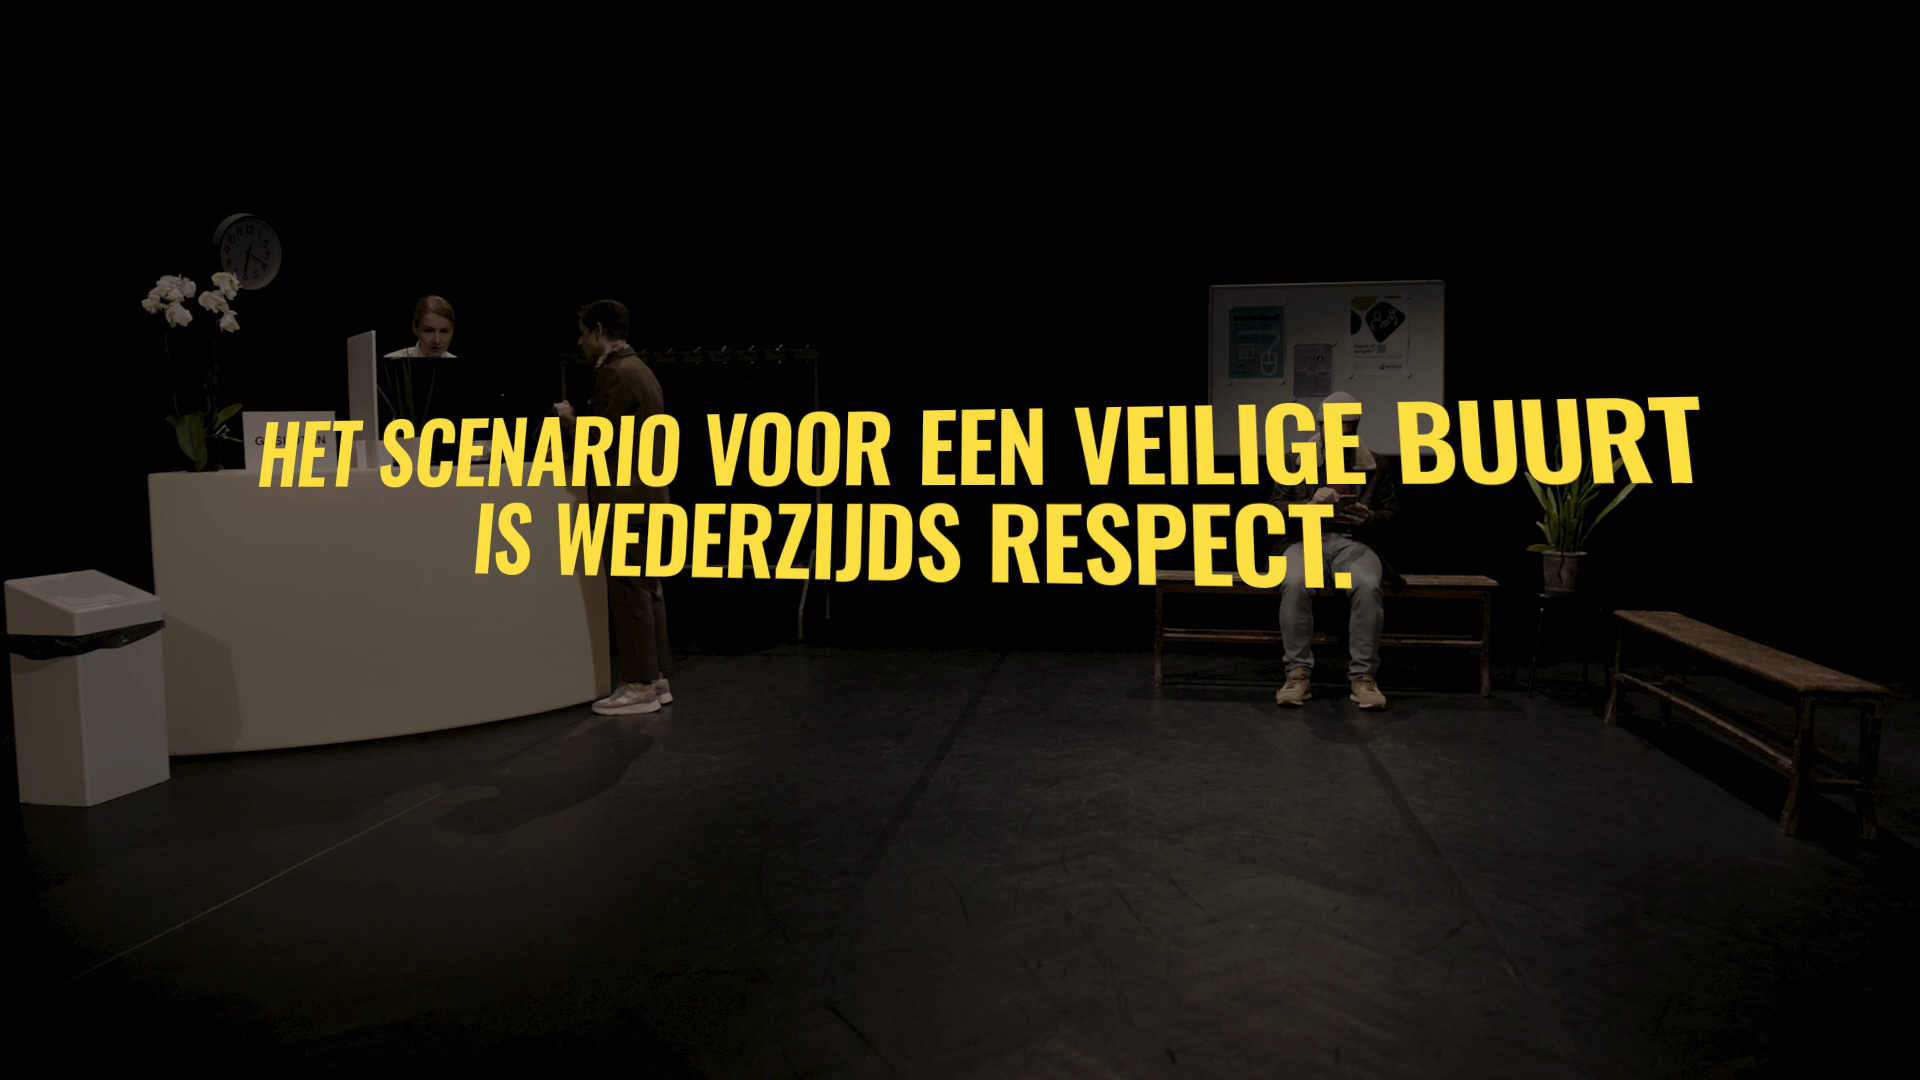 HET SCENARIO VOOR EEN VEILIGE BUURT
IS WEDERZIJDS RESPECT.